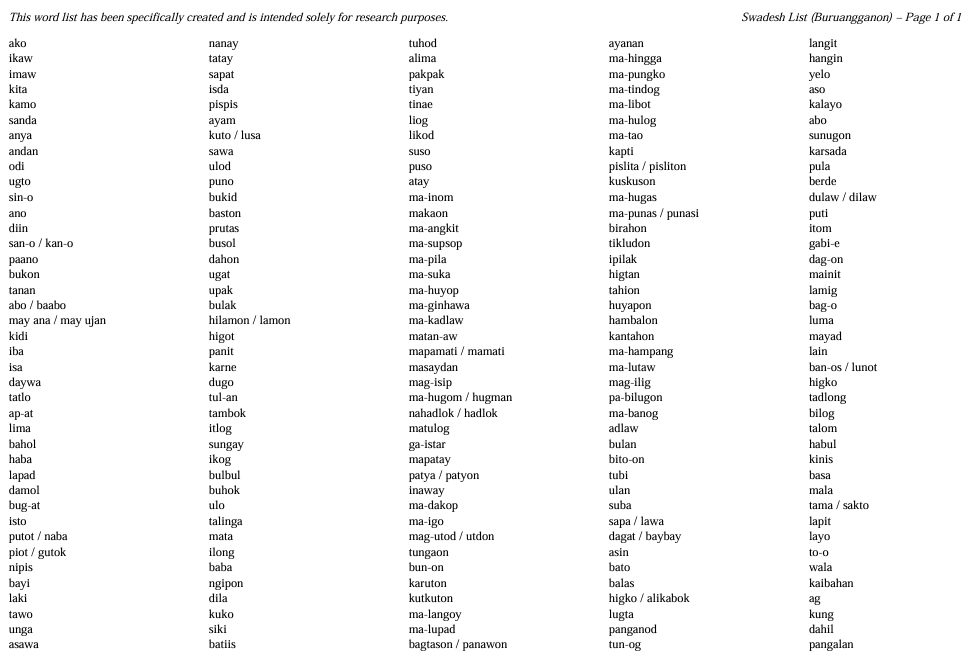 This word list has been specifically created and is intended solely for research purposes.
Swadesh List (Buruangganon) – Page 1 of 1
ako
ikaw
imaw
kita
kamo
sanda
anya
andan
odi
ugto
sin-o
ano
diin
san-o / kan-o
paano
bukon
tanan
abo / baabo
may ana / may ujan
kidi
iba
isa
daywa
tatlo
ap-at
lima
bahol
haba
lapad
damol
bug-at
isto
putot / naba
piot / gutok
nipis
bayi
laki
tawo
unga
asawa
nanay
tatay
sapat
isda
pispis
ayam
kuto / lusa
sawa
ulod
puno
bukid
baston
prutas
busol
dahon
ugat
upak
bulak
hilamon / lamon
higot
panit
karne
dugo
tul-an
tambok
itlog
sungay
ikog
bulbul
buhok
ulo
talinga
mata
ilong
baba
ngipon
dila
kuko
siki
batiis
tuhod
alima
pakpak
tiyan
tinae
liog
likod
suso
puso
atay
ma-inom
makaon
ma-angkit
ma-supsop
ma-pila
ma-suka
ma-huyop
ma-ginhawa
ma-kadlaw
matan-aw
mapamati / mamati
masaydan
mag-isip
ma-hugom / hugman
nahadlok / hadlok
matulog
ga-istar
mapatay
patya / patyon
inaway
ma-dakop
ma-igo
mag-utod / utdon
tungaon
bun-on
karuton
kutkuton
ma-langoy
ma-lupad
bagtason / panawon
ayanan
ma-hingga
ma-pungko
ma-tindog
ma-libot
ma-hulog
ma-tao
kapti
pislita / pisliton
kuskuson
ma-hugas
ma-punas / punasi
birahon
tikludon
ipilak
higtan
tahion
huyapon
hambalon
kantahon
ma-hampang
ma-lutaw
mag-ilig
pa-bilugon
ma-banog
adlaw
bulan
bito-on
tubi
ulan
suba
sapa / lawa
dagat / baybay
asin
bato
balas
higko / alikabok
lugta
panganod
tun-og
langit
hangin
yelo
aso
kalayo
abo
sunugon
karsada
pula
berde
dulaw / dilaw
puti
itom
gabi-e
dag-on
mainit
lamig
bag-o
luma
mayad
lain
ban-os / lunot
higko
tadlong
bilog
talom
habul
kinis
basa
mala
tama / sakto
lapit
layo
to-o
wala
kaibahan
ag
kung
dahil
pangalan